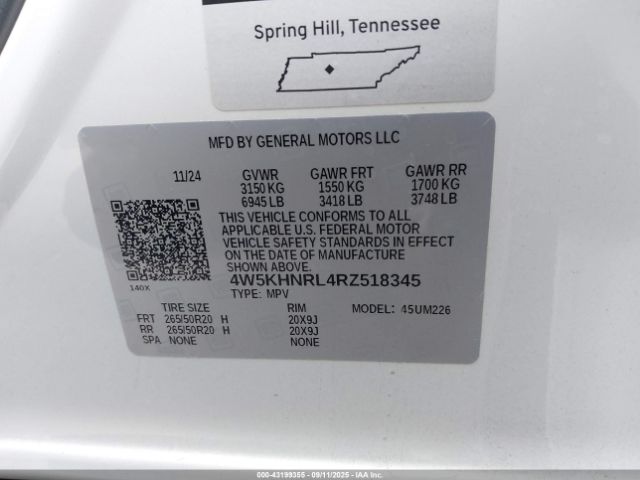 Spring Hill, Tennessee
MFD BY GENERAL MOTORS LLC
11/24 GVWR GAWR FRT GAWR RR
3150 KG 1550 KG 1700 KG
6945 LB 3418 LB 3748 LB
THIS VEHICLE CONFORMS TO ALL
APPLICABLE U.S. FEDERAL MOTOR
VEHICLE SAFETY STANDARDS IN EFFECT
ON THE DATE OF MANUFACTURE
SHOWN ABOVE.
140X
4W5KHNRL4RZ518345
TYPE: MPV
TIRE SIZE RIM MODEL: 45UM226
FRT 265/50R20 H 20X9J
RR 265/50R20 H 20X9J
SPA NONE NONE
000-43199355 - 09/11/2025 - IAA Inc.